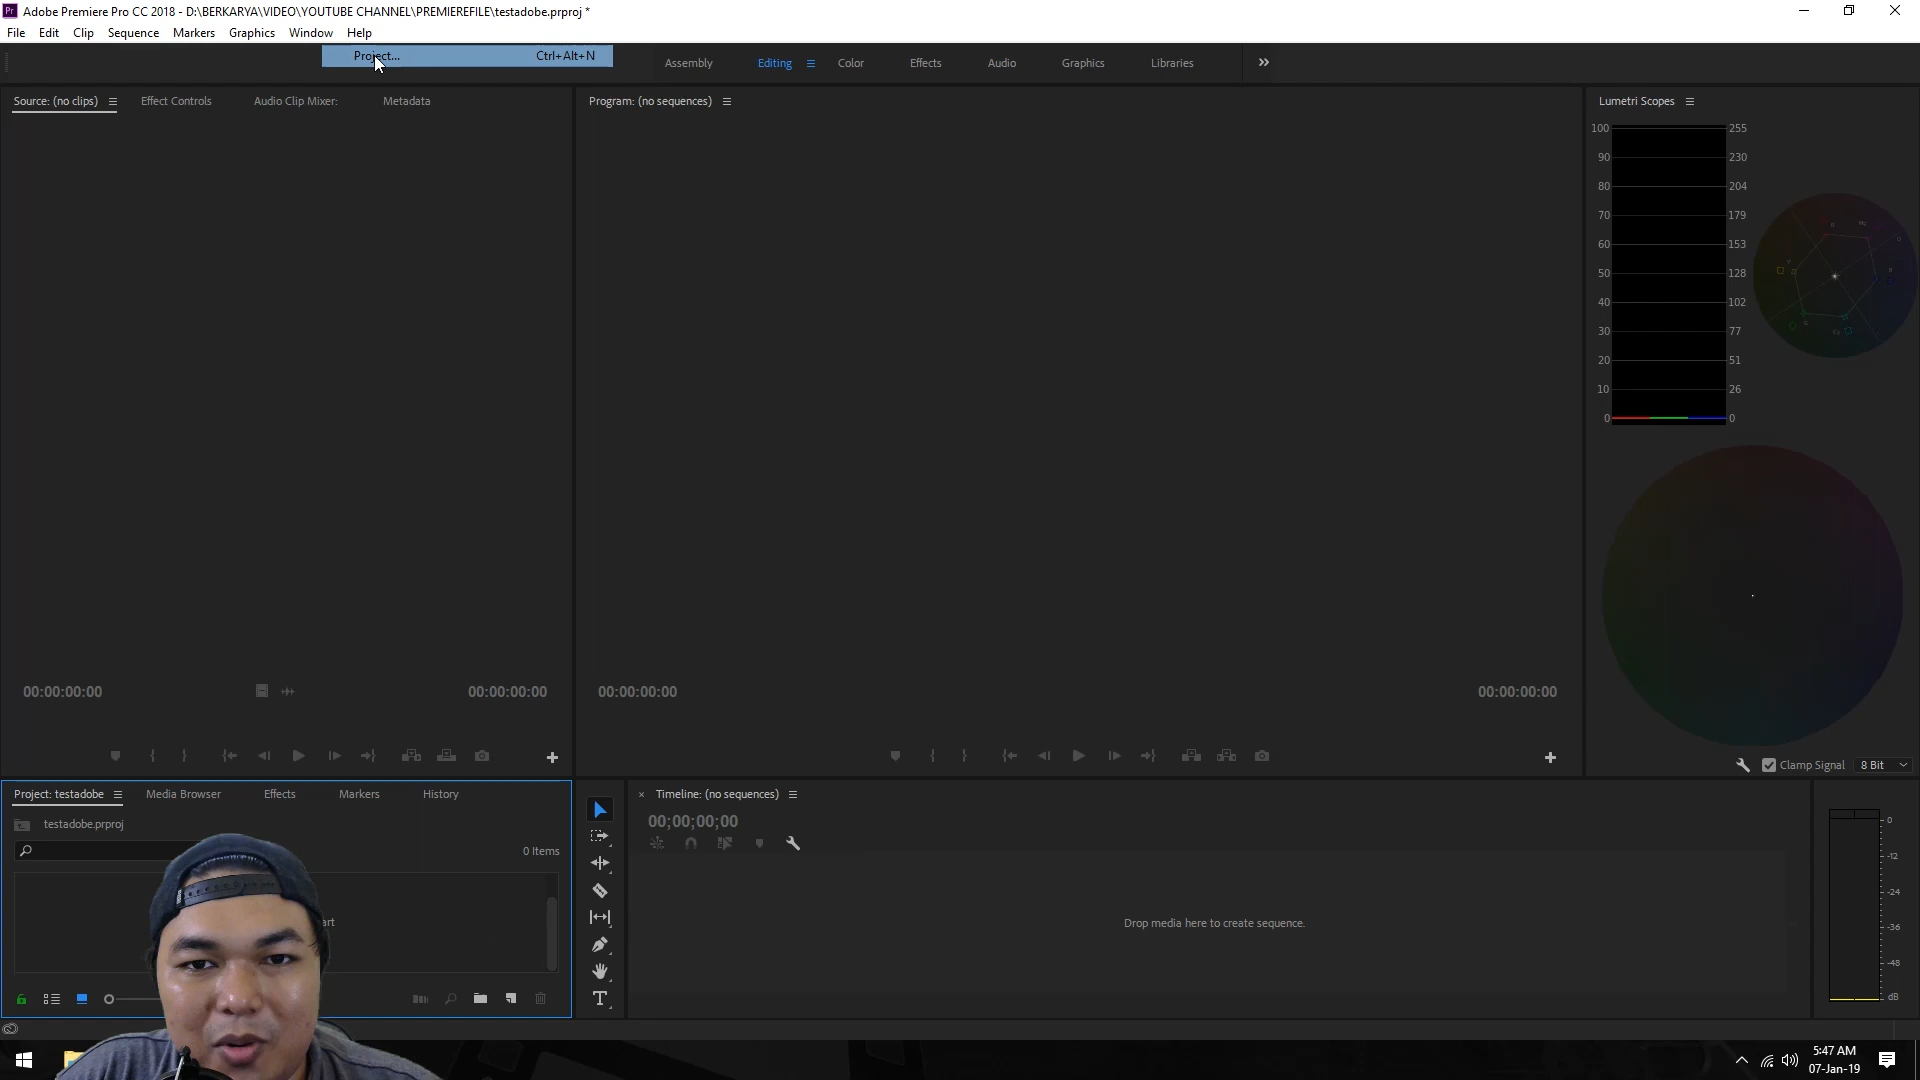 Pr Adobe Premiere Pro CC 2018 - D:\BERKARYA\VIDEO\YOUTUBE CHANNEL\PREMIEREFILE\testadobe.prproj *
File Edit Clip Sequence Markers Graphics Window Help
Project... Ctrl+Alt+N
Assembly Editing Color Effects Audio Graphics Libraries
Source: (no clips) Effect Controls Audio Clip Mixer: Metadata
Program: (no sequences)
Lumetri Scopes
100 255
90 230
80 204
70 179
60 153
50 128
40 102
30 77
20 51
10 26
0 0
00:00:00:00 00:00:00:00
00:00:00:00 00:00:00:00
Clamp Signal 8 Bit
Project: testadobe Media Browser Effects Markers History
testadobe.prproj
0 Items
art
Timeline: (no sequences)
00;00;00;00
Drop media here to create sequence.
0
-12
-24
-36
-48
dB
5:47 AM
07-Jan-19